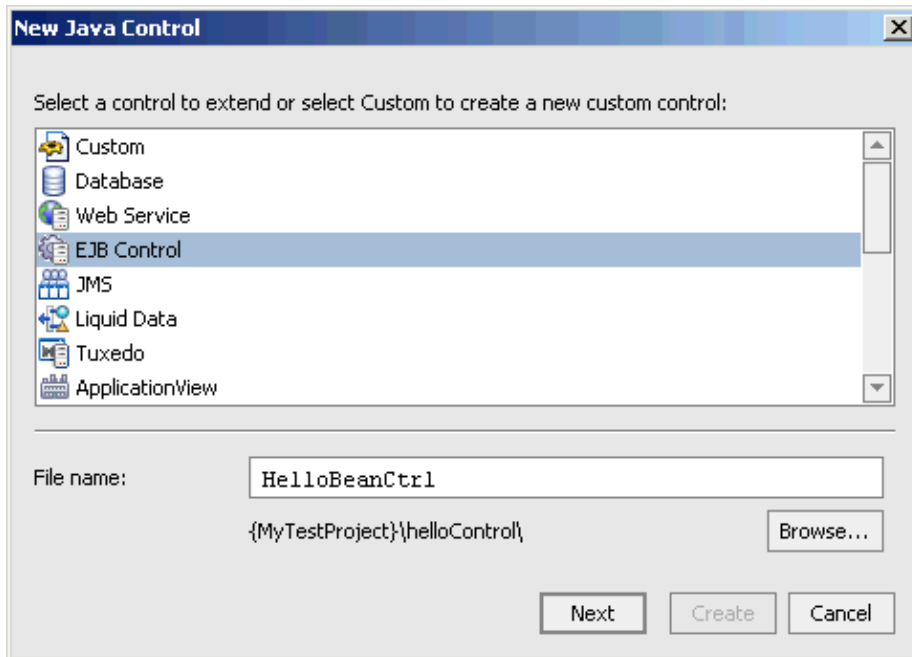 New Java Control
Select a control to extend or select Custom to create a new custom control:
Custom
Database
Web Service
EJB Control
JMS
Liquid Data
Tuxedo
ApplicationView
File name:
HelloBeanCtrl
{MyTestProject}\helloControl\
Browse...
Next
Create
Cancel